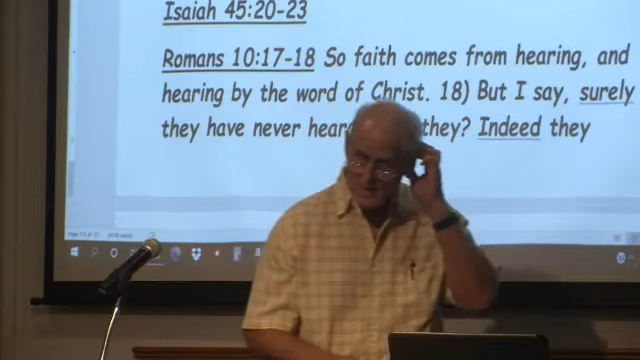 Isaiah 45:20-23
Romans 10:17-18 So faith comes from hearing, and
hearing by the word of Christ. 18) But I say, surely
they have never hear they? Indeed they